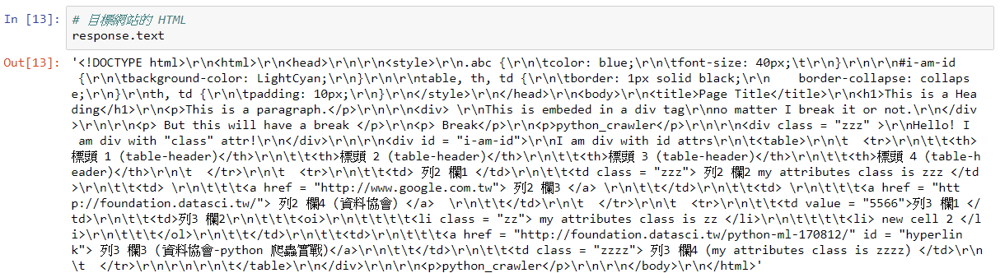 In [13]:
# 目標網站的 HTML
response.text
Out[13]:
'<!DOCTYPE html>\r\n<html>\r\n<head>\r\n\r\n<style>\r\n.abc {\r\n\tcolor: blue;\r\n\tfont-size: 40px;\t\r\n}\r\n\r\n#i-am-id
 {\r\n\tbackground-color: LightCyan;\r\n}\r\n\r\ntable, th, td {\r\n\tborder: 1px solid black;\r\n    border-collapse: collaps
e;\r\n}\r\nth, td {\r\n\tpadding: 10px;\r\n}\r\n</style>\r\n</head>\r\n<body>\r\n<title>Page Title</title>\r\n<h1>This is a Hea
ding</h1>\r\n<p>This is a paragraph.</p>\r\n\r\n<div> \r\nThis is embeded in a div tag\r\nno matter I break it or not.\r\n</div
>\r\n\r\n<p> But this will have a break </p>\r\n<p> Break</p>\r\n<p>python_crawler</p>\r\n\r\n<div class = "zzz" >\r\nHello! I
 am div with "class" attr!\r\n</div>\r\n\r\n<div id = "i-am-id">\r\nI am div with id attrs\r\n\t<table>\r\n\t  <tr>\r\n\t\t<th>
標頭 1 (table-header)</th>\r\n\t\t<th>標頭 2 (table-header)</th>\r\n\t\t<th>標頭 3 (table-header)</th>\r\n\t\t<th>標頭 4 (table-h
eader)</th>\r\n\t  </tr>\r\n\t  <tr>\r\n\t\t<td> 列2 欄1 </td>\r\n\t\t<td class = "zzz"> 列2 欄2 my attributes class is zzz </td
>\r\n\t\t<td> \r\n\t\t\t<a href = "http://www.google.com.tw"> 列2 欄3 </a> \r\n\t\t</td>\r\n\t\t<td> \r\n\t\t\t<a href = "htt
p://foundation.datasci.tw/"> 列2 欄4 (資料協會) </a>  \r\n\t\t</td>\r\n\t  </tr>\r\n\t  <tr>\r\n\t\t<td value = "5566">列3 欄1 </
td>\r\n\t\t<td>列3 欄2\r\n\t\t\t<oi>\r\n\t\t\t\t<li class = "zz"> my attributes class is zz </li>\r\n\t\t\t\t<li> new cell 2 </l
i>\r\n\t\t\t</ol>\r\n\t\t</td>\r\n\t\t<td>\r\n\t\t\t<a href = "http://foundation.datasci.tw/python-ml-170812/" id = "hyperlin
k"> 列3 欄3 (資料協會-python 爬蟲實戰)</a>\r\n\t\t</td>\r\n\t\t<td class = "zzzz"> 列3 欄4 (my attributes class is zzzz) </td>\r\n
\t  </tr>\r\n\r\n\r\n\t</table>\r\n</div>\r\n\r\n<p>python_crawler</p>\r\n\r\n</body>\r\n</html>'